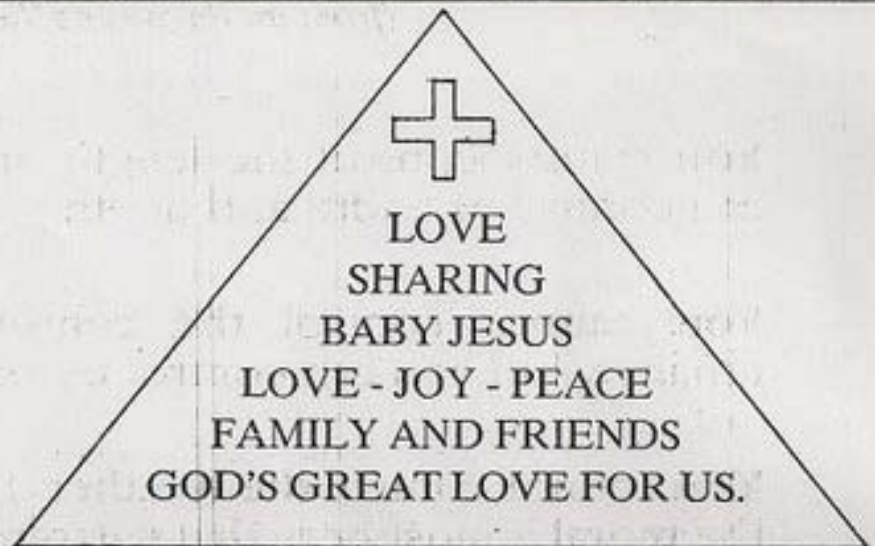 LOVE
SHARING
BABY JESUS
LOVE - JOY - PEACE
FAMILY AND FRIENDS
GOD'S GREAT LOVE FOR US.